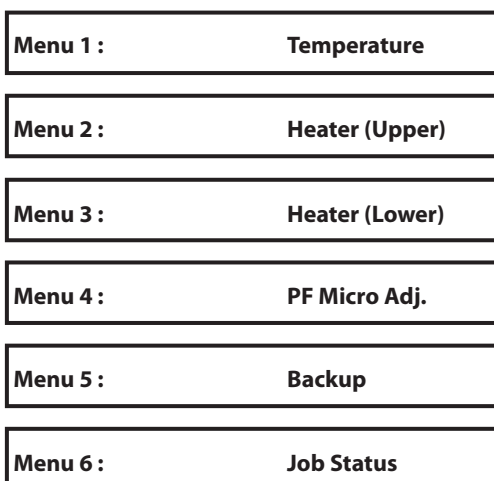 Menu 1 : Temperature
Menu 2 : Heater (Upper)
Menu 3 : Heater (Lower)
Menu 4 : PF Micro Adj.
Menu 5 : Backup
Menu 6 : Job Status